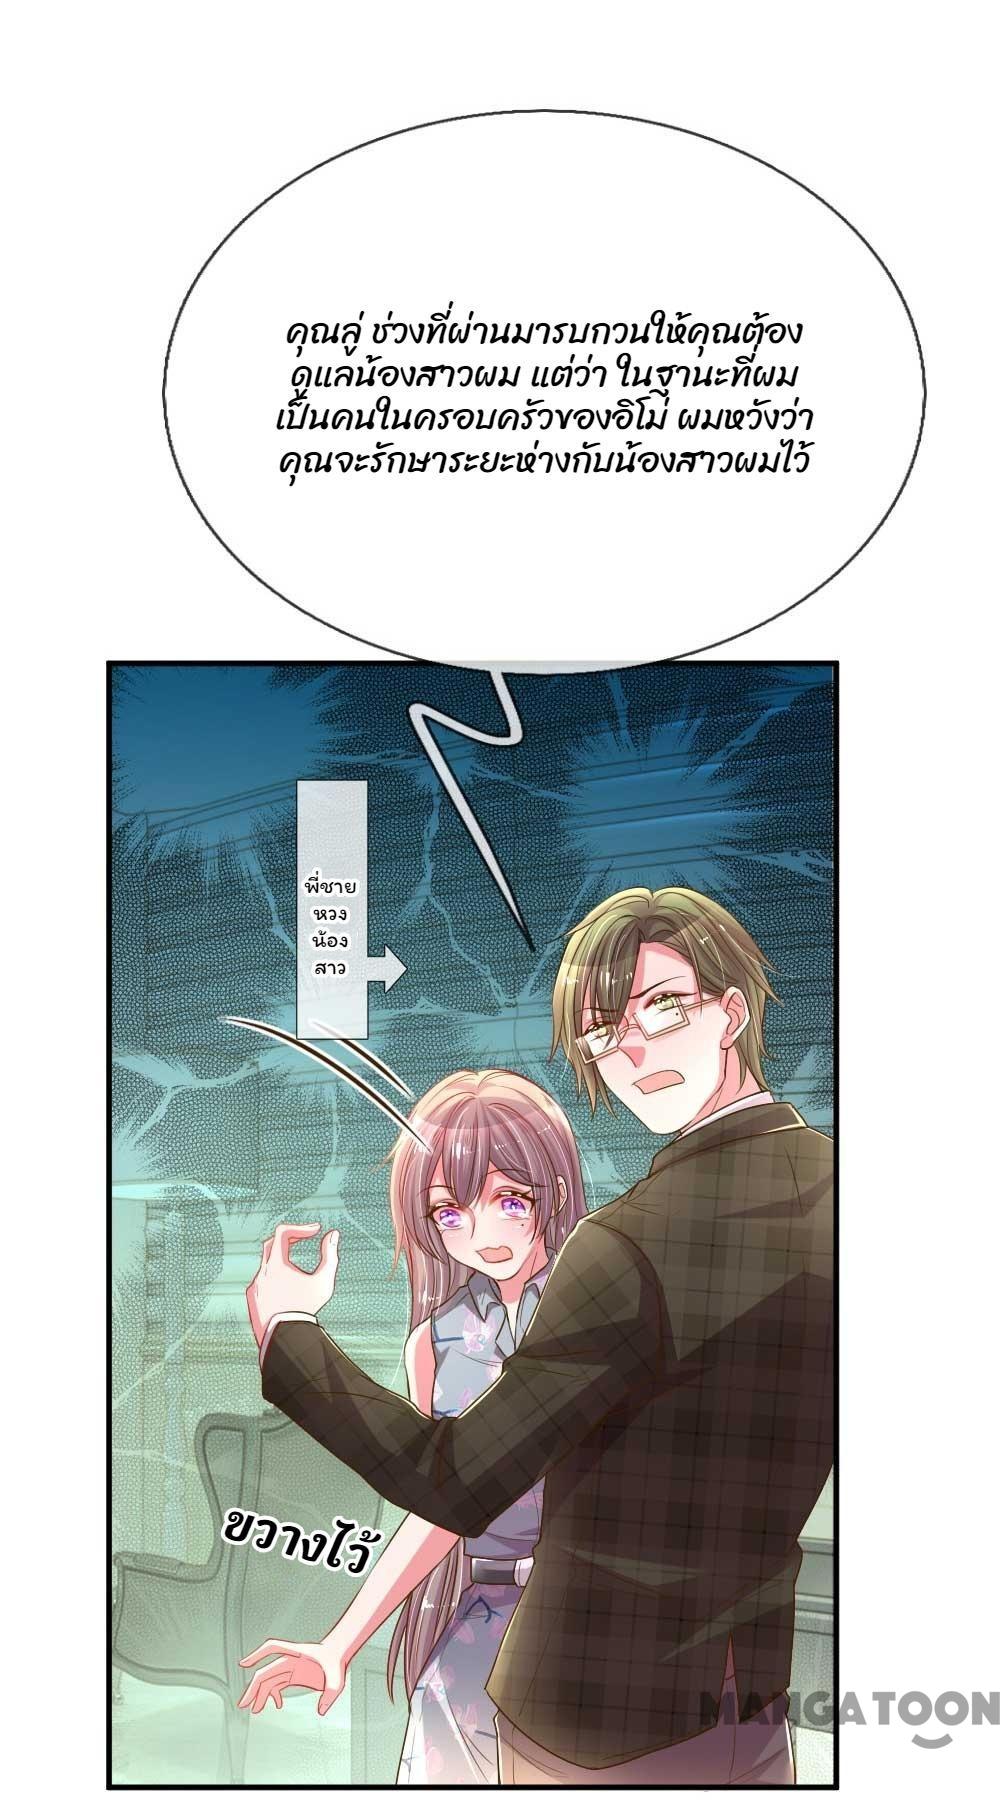 คุณลู่ ช่วงที่ผ่านมารบกวนให้คุณต้อง
ดูแลน้องสาวผม แต่ว่า ในฐานะที่ผม
เป็นคนในครอบครัวของอิโม่ ผมหวังว่า
คุณจะรักษาระยะห่างกับน้องสาวผมไว้
พี่ชาย
หวง
น้อง
สาว
ขวางไว้
MANGATOON